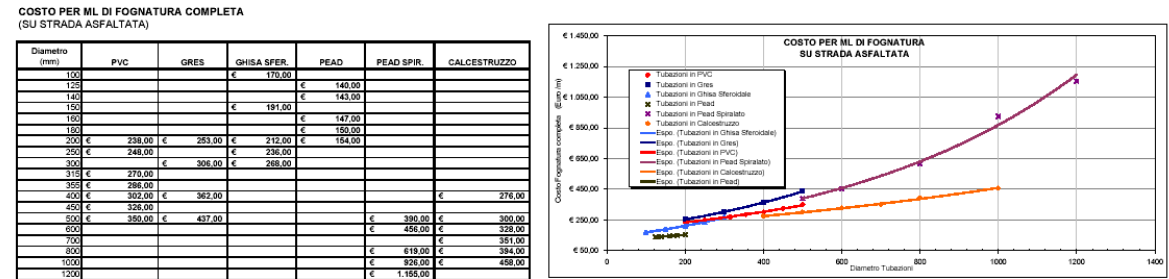 COSTO PER ML DI FOGNATURA COMPLETA
(SU STRADA ASFALTATA)
Diametro (mm) PVC GRES GHISA SFER. PEAD PEAD SPIR. CALCESTRUZZO
100 € 170,00
125 € 140,00
140 € 143,00
150 € 191,00
160 € 147,00
180 € 150,00
200 € 238,00 € 253,00 € 212,00 € 154,00
250 € 248,00 € 236,00
300 € 306,00 € 268,00
315 € 270,00
355 € 286,00
400 € 302,00 € 362,00 € 276,00
450 € 326,00
500 € 350,00 € 437,00 € 390,00 € 300,00
600 € 456,00 € 328,00
700 € 351,00
800 € 619,00 € 394,00
1000 € 926,00 € 458,00
1200 € 1.155,00
COSTO PER ML DI FOGNATURA
SU STRADA ASFALTATA
Costo Fognatura completa (Euro /m)
€ 1.450,00
€ 1.250,00
€ 1.050,00
€ 850,00
€ 650,00
€ 450,00
€ 250,00
€ 50,00
Tubazioni in PVC
Tubazioni in Gres
Tubazioni in Ghisa Sferoidale
Tubazioni in Pead
Tubazioni in Pead Spiralato
Tubazioni in Calcestruzzo
Espo. (Tubazioni in Ghisa Sferoidale)
Espo. (Tubazioni in Gres)
Espo. (Tubazioni in PVC)
Espo. (Tubazioni in Pead Spiralato)
Espo. (Tubazioni in Calcestruzzo)
Espo. (Tubazioni in Pead)
0 200 400 600 800 1000 1200 1400
Diametro Tubazioni